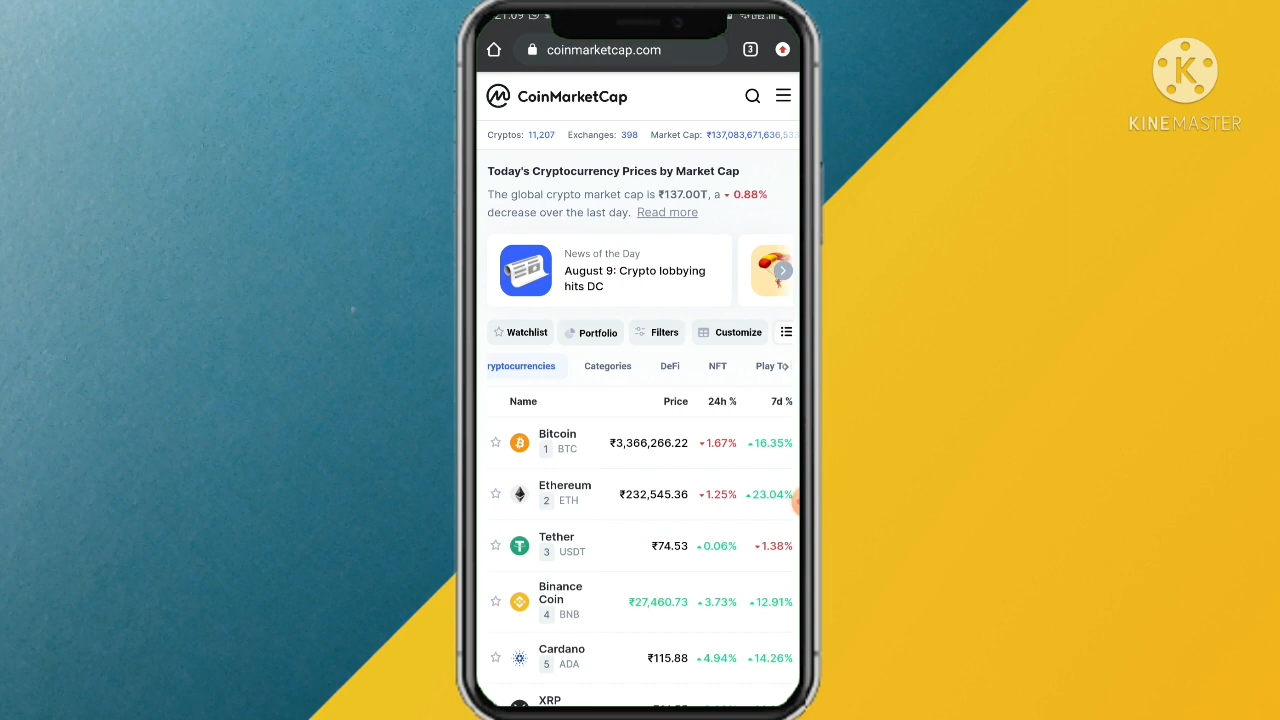 21:09
coinmarketcap.com
3
CoinMarketCap
Cryptos: 11,207 Exchanges: 398 Market Cap: ₹137,083,671,636,53
Today's Cryptocurrency Prices by Market Cap
The global crypto market cap is ₹137.00T, a 0.88%
decrease over the last day. Read more
News of the Day
August 9: Crypto lobbying
hits DC
Watchlist Portfolio Filters Customize
ryptocurrencies Categories DeFi NFT Play To
Name Price 24h % 7d %
Bitcoin
1 BTC
₹3,366,266.22 1.67% 16.35%
Ethereum
2 ETH
₹232,545.36 1.25% 23.04%
Tether
3 USDT
₹74.53 0.06% 1.38%
Binance
Coin
4 BNB
₹27,460.73 3.73% 12.91%
Cardano
5 ADA
₹115.88 4.94% 14.26%
XRP
K
KINEMASTER